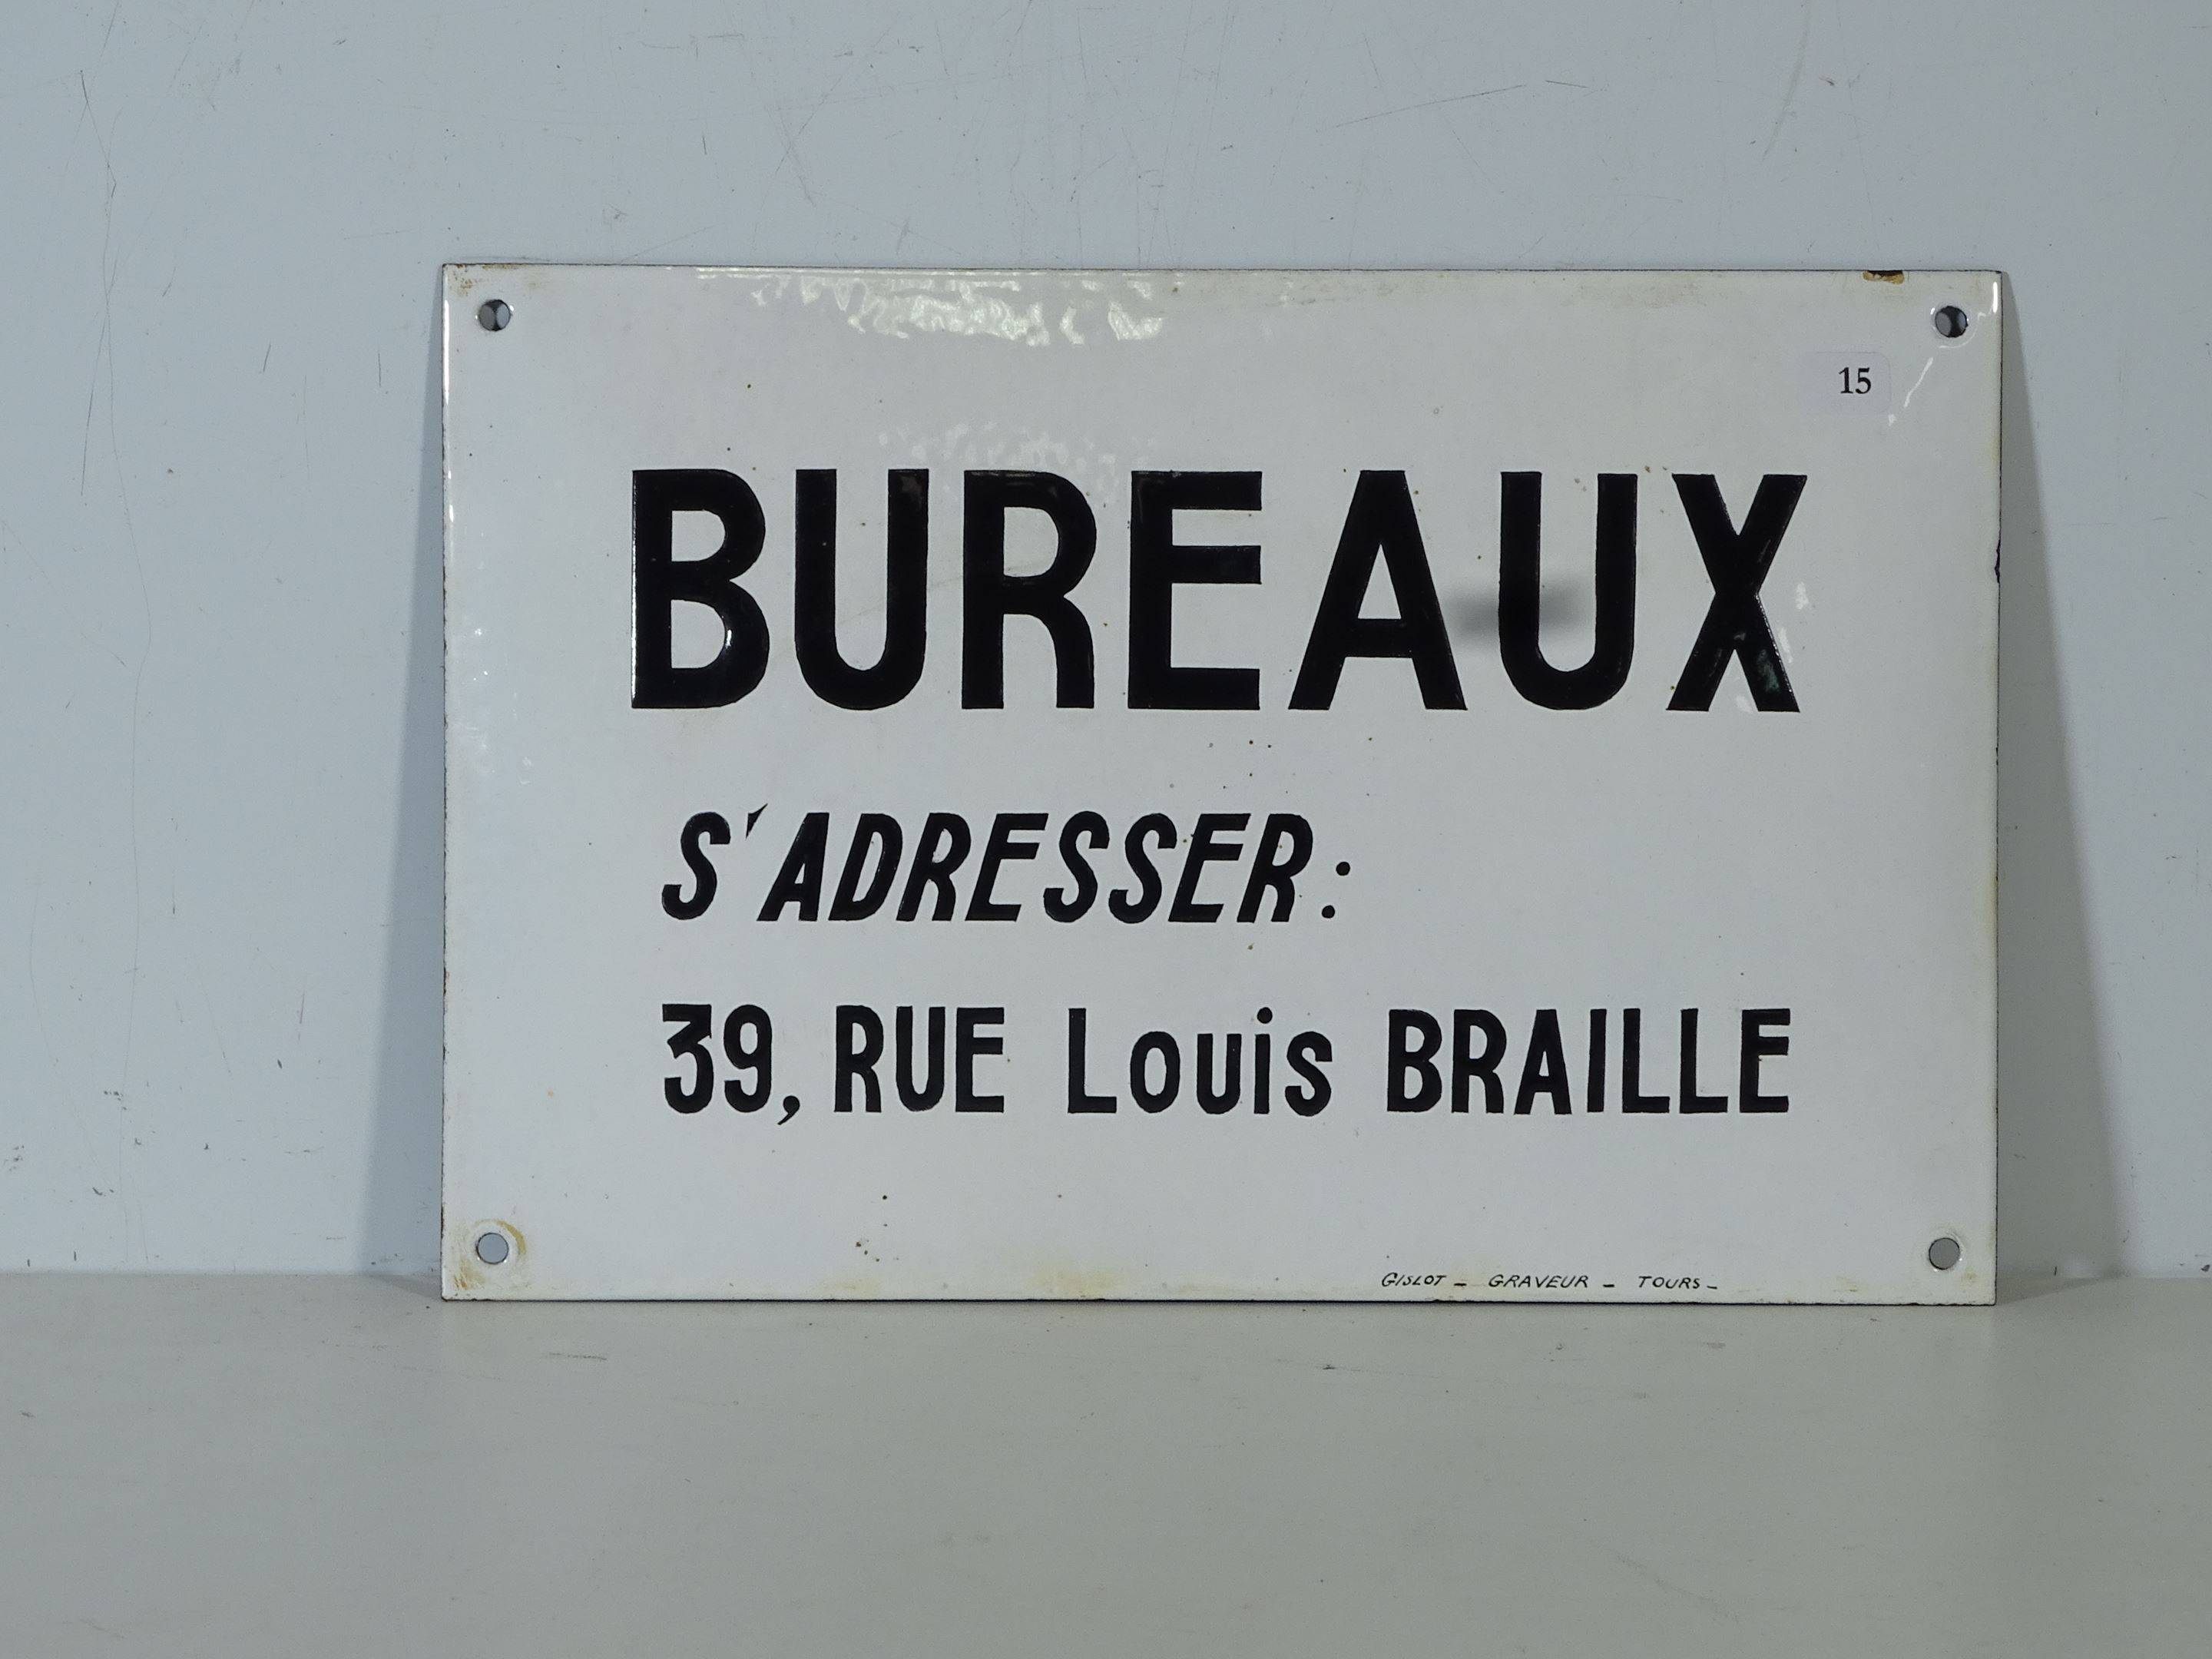 15
BUREAUX
S'ADRESSER:
39, RUE Louis BRAILLE
GISLOT - GRAVEUR - TOURS -